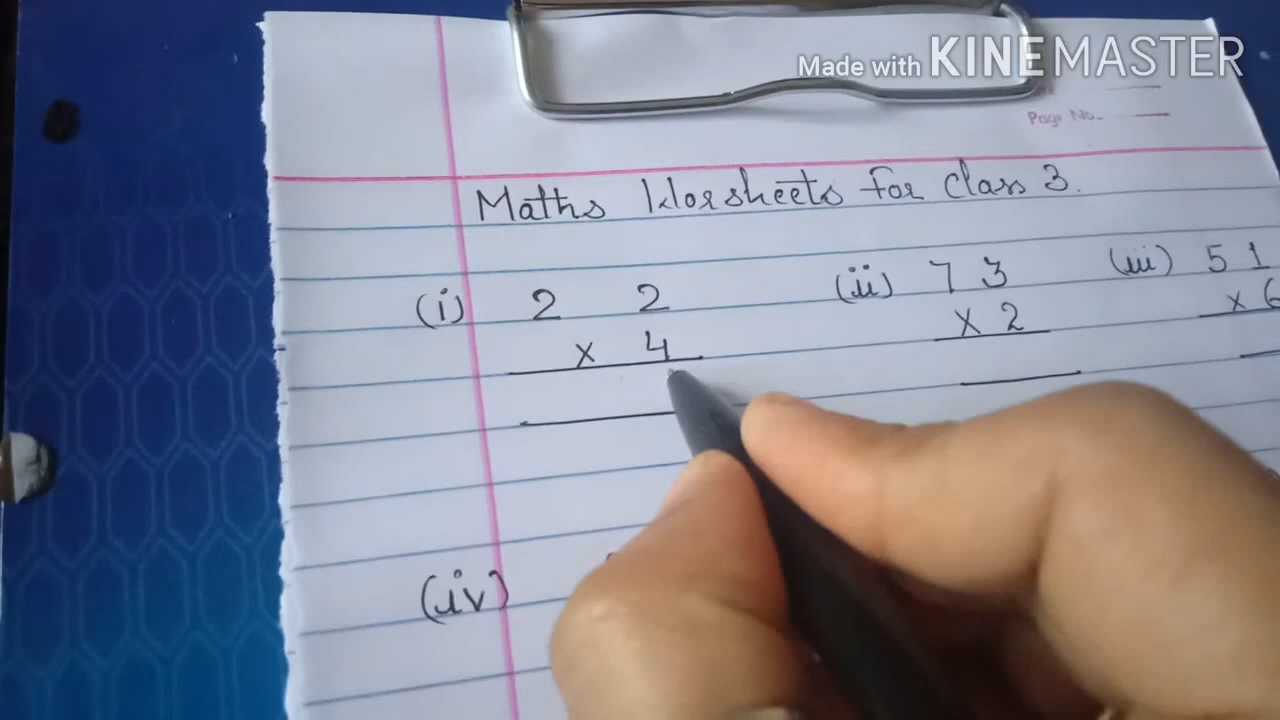 Made with KINEMASTER
Page No.
Maths Worsheets for Class 3.
(i) 2 2 (ii) 7 3 (iii) 5 1
x 4 x 2 x 6
(iv)